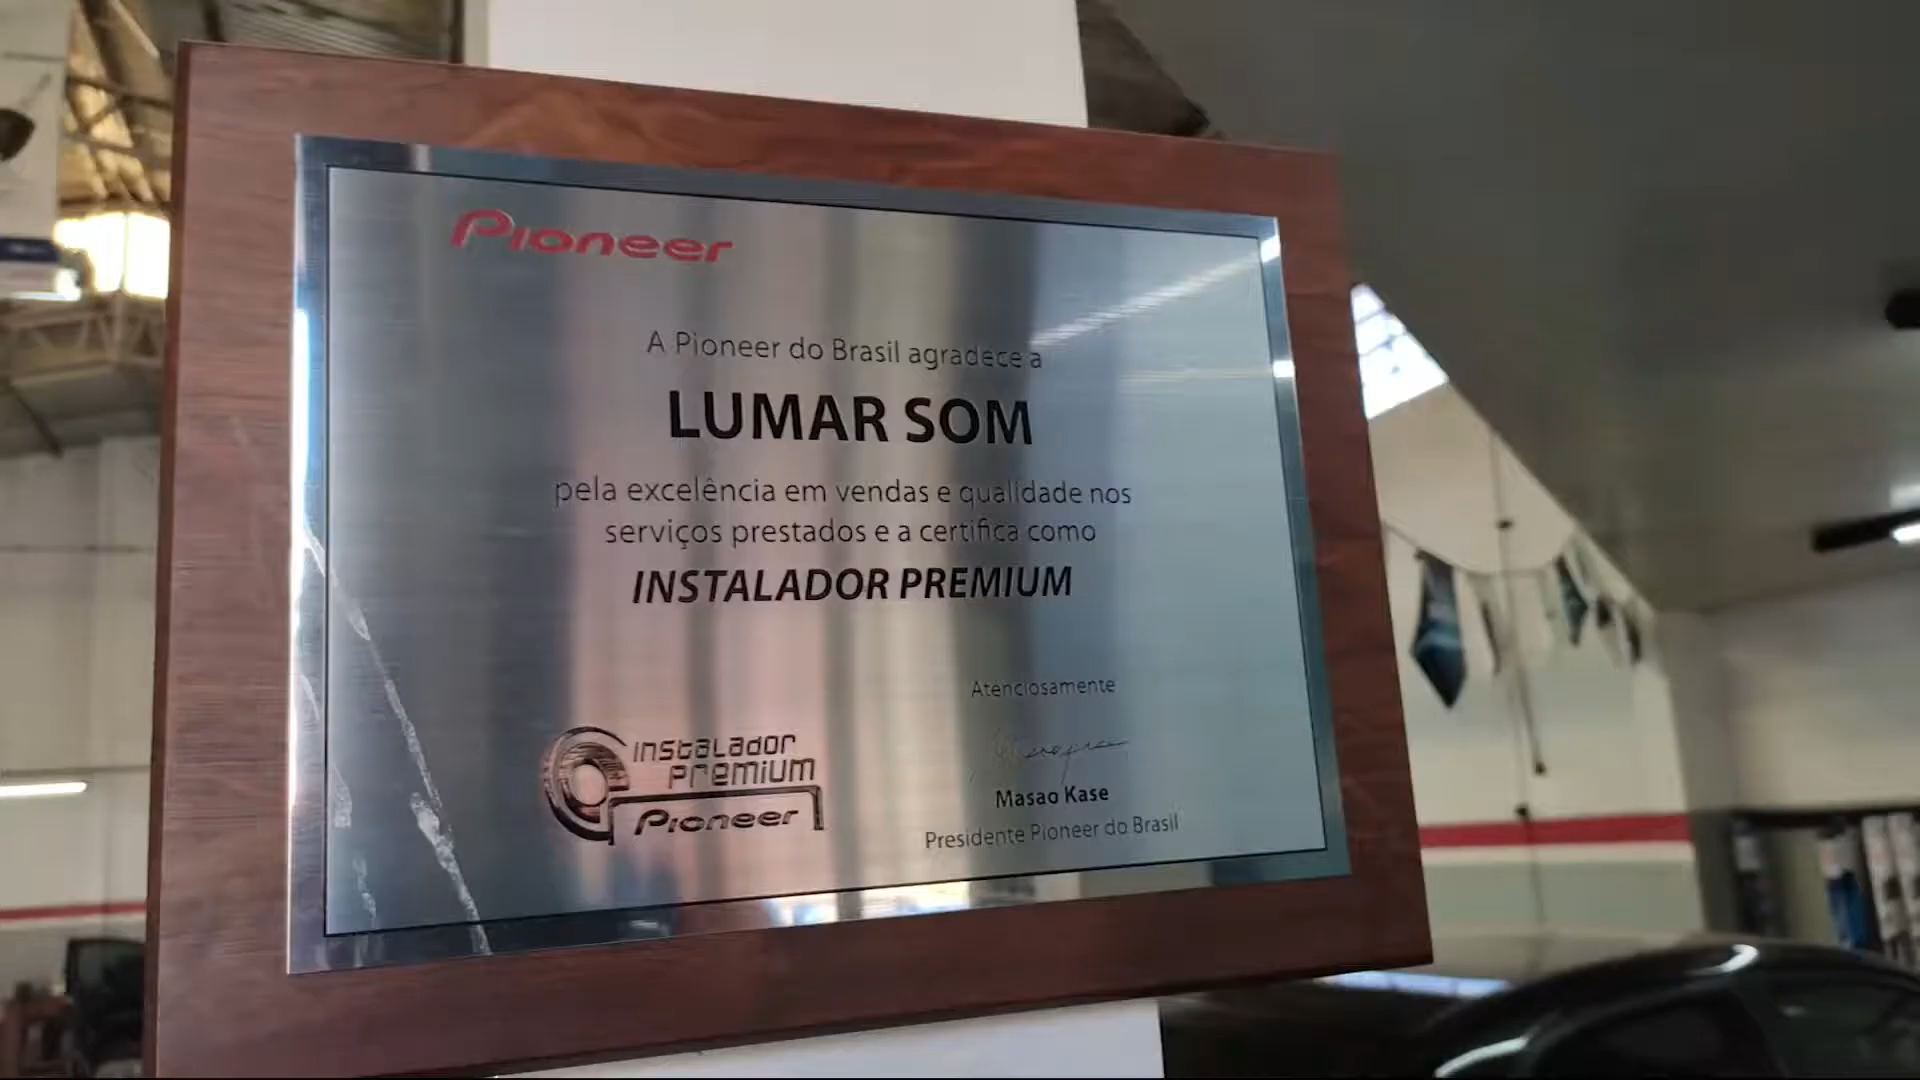 Pioneer
A Pioneer do Brasil agradece a
LUMAR SOM
pela excelência em vendas e qualidade nos
serviços prestados e a certifica como
INSTALADOR PREMIUM
Atenciosamente
Masao Kase
Presidente Pioneer do Brasil
Instalador
Premium
Pioneer